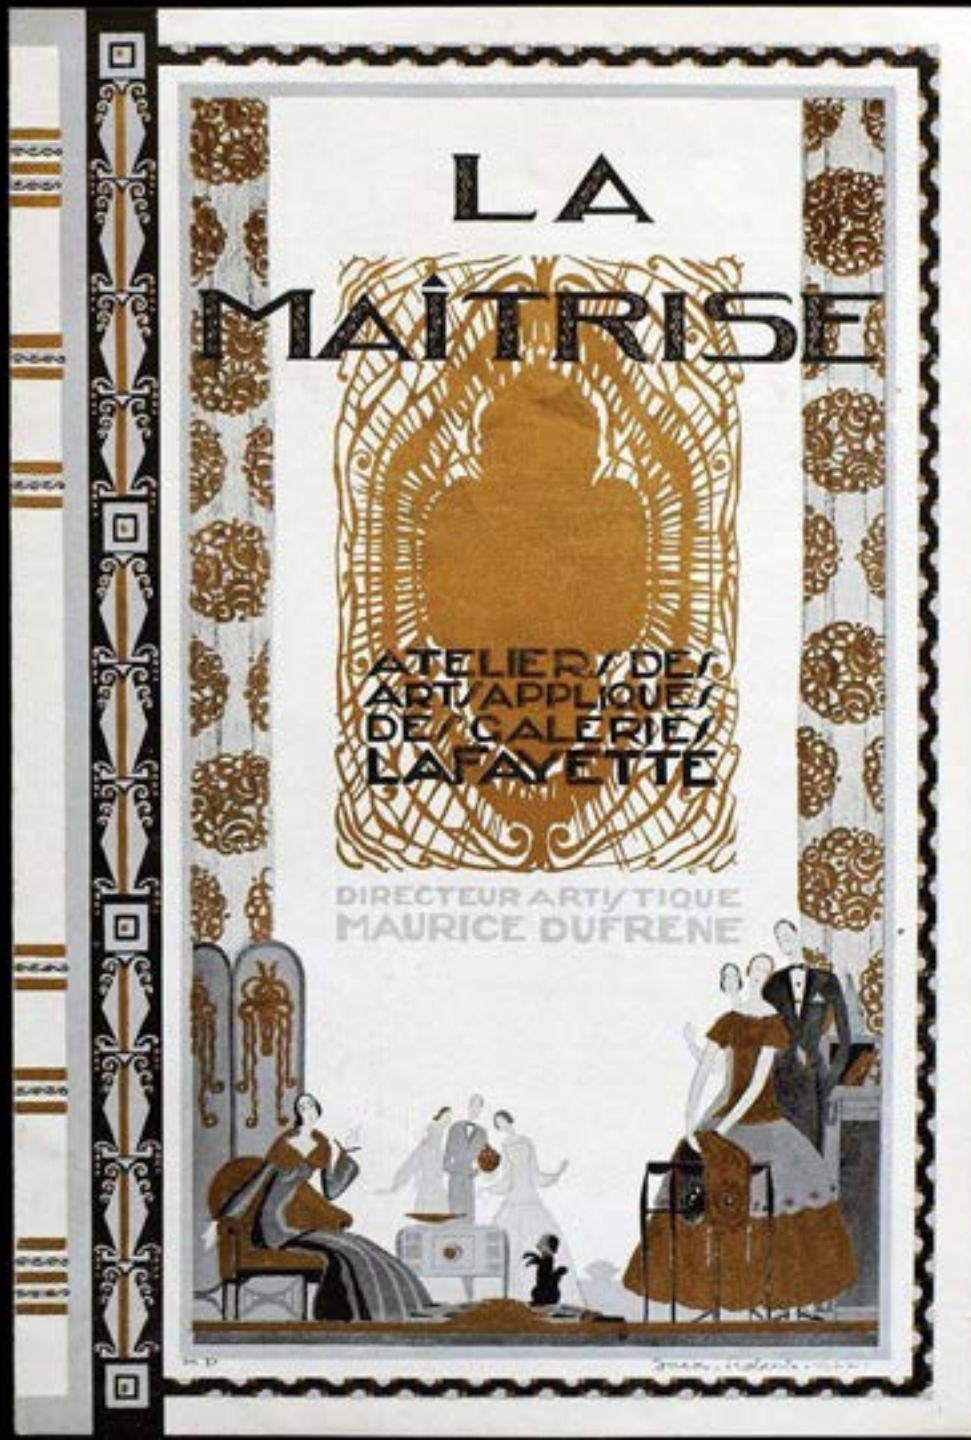 LA
MAÎTRISE
ATELIERS DES
ARTS APPLIQUES
DES GALERIES
LAFAYETTE
DIRECTEUR ARTISTIQUE
MAURICE DUFRENE